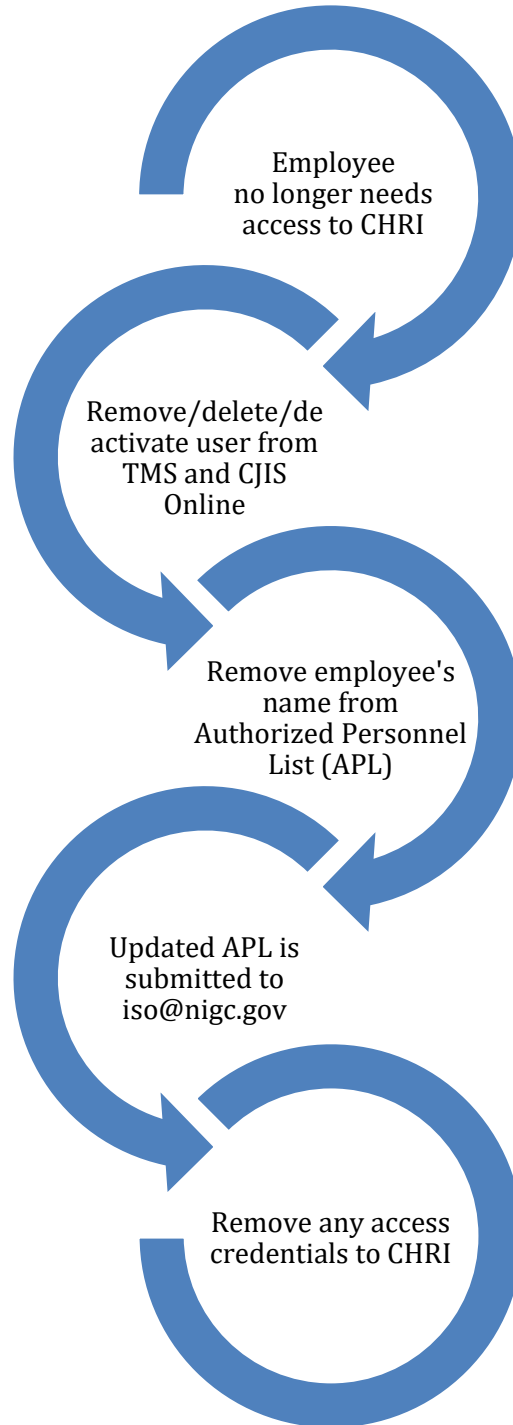 Employee
no longer needs
access to CHRI
Remove/delete/de
activate user from
TMS and CJIS
Online
Remove employee's
name from
Authorized Personnel
List (APL)
Updated APL is
submitted to
iso@nigc.gov
Remove any access
credentials to CHRI